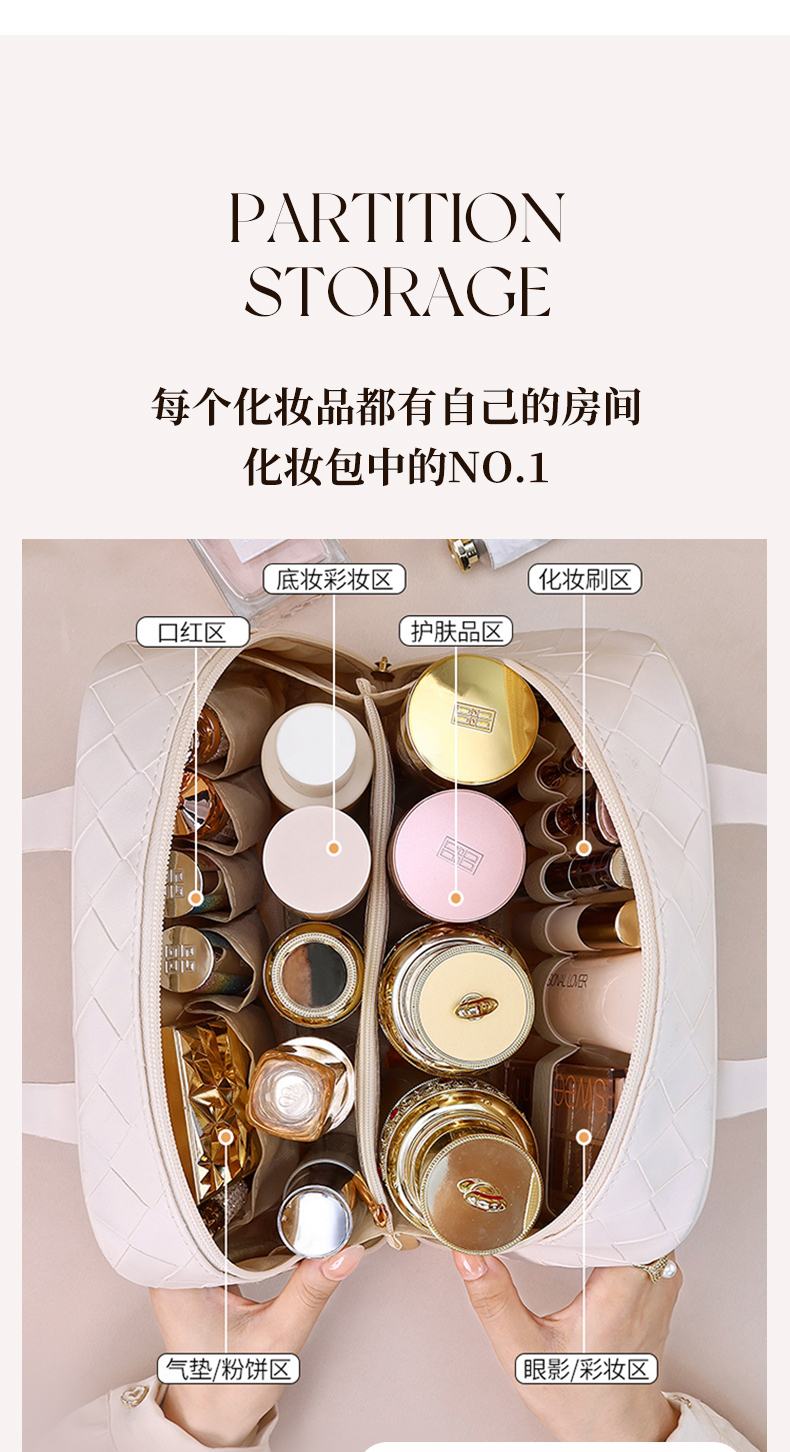 PARTITION
STORAGE
每个化妆品都有自己的房间
化妆包中的NO.1
底妆彩妆区
化妆刷区
口红区
护肤品区
气垫/粉饼区
眼影/彩妆区